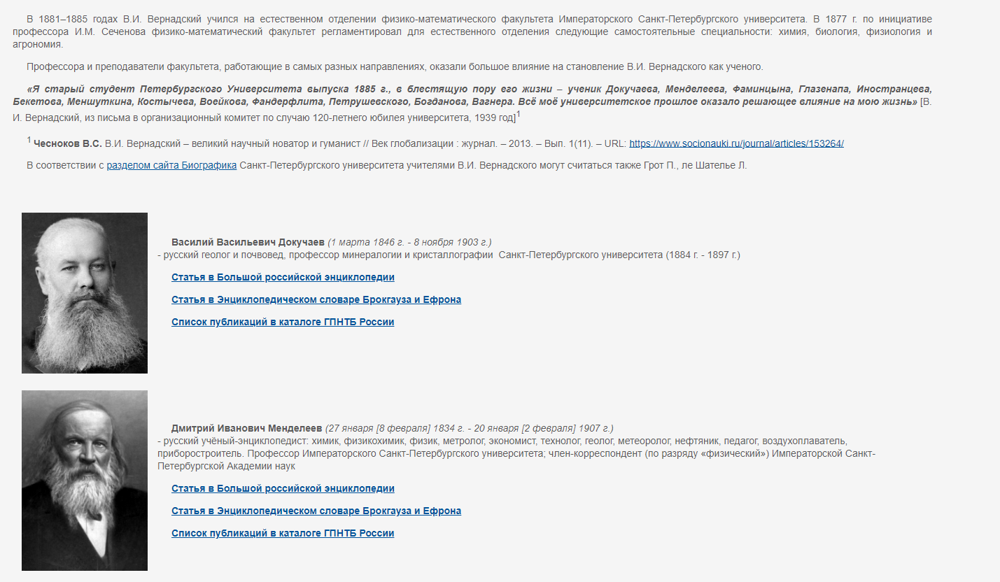 В 1881–1885 годах В.И. Вернадский учился на естественном отделении физико-математического факультета Императорского Санкт-Петербургского университета. В 1877 г. по инициативе
профессора И.М. Сеченова физико-математический факультет регламентировал для естественного отделения следующие самостоятельные специальности: химия, биология, физиология и
агрономия.
Профессора и преподаватели факультета, работающие в самых разных направлениях, оказали большое влияние на становление В.И. Вернадского как ученого.
«Я старый студент Петербургского Университета выпуска 1885 г., в блестящую пору его жизни – ученик Докучаева, Менделеева, Фаминцына, Глазенапа, Иностранцева,
Бекетова, Меншуткина, Костычева, Воейкова, Фандерфлита, Петрушевского, Богданова, Вагнера. Всё моё университетское прошлое оказало решающее влияние на мою жизнь» [В.
И. Вернадский, из письма в организационный комитет по случаю 120-летнего юбилея университета, 1939 год]1
1 Чесноков В.С. В.И. Вернадский – великий научный новатор и гуманист // Век глобализации : журнал. – 2013. – Вып. 1(11). – URL: https://www.socionauki.ru/journal/articles/153264/
В соответствии с разделом сайта Биографика Санкт-Петербургского университета учителями В.И. Вернадского могут считаться также Грот П., ле Шателье Л.
Василий Васильевич Докучаев (1 марта 1846 г. - 8 ноября 1903 г.)
- русский геолог и почвовед, профессор минералогии и кристаллографии Санкт-Петербургского университета (1884 г. - 1897 г.)
Статья в Большой российской энциклопедии
Статья в Энциклопедическом словаре Брокгауза и Ефрона
Список публикаций в каталоге ГПНТБ России
Дмитрий Иванович Менделеев (27 января [8 февраля] 1834 г. - 20 января [2 февраля] 1907 г.)
- русский учёный-энциклопедист: химик, физикохимик, физик, метролог, экономист, технолог, геолог, метеоролог, нефтяник, педагог, воздухоплаватель,
приборостроитель. Профессор Императорского Санкт-Петербургского университета; член-корреспондент (по разряду «физический») Императорской Санкт-
Петербургской Академии наук
Статья в Большой российской энциклопедии
Статья в Энциклопедическом словаре Брокгауза и Ефрона
Список публикаций в каталоге ГПНТБ России